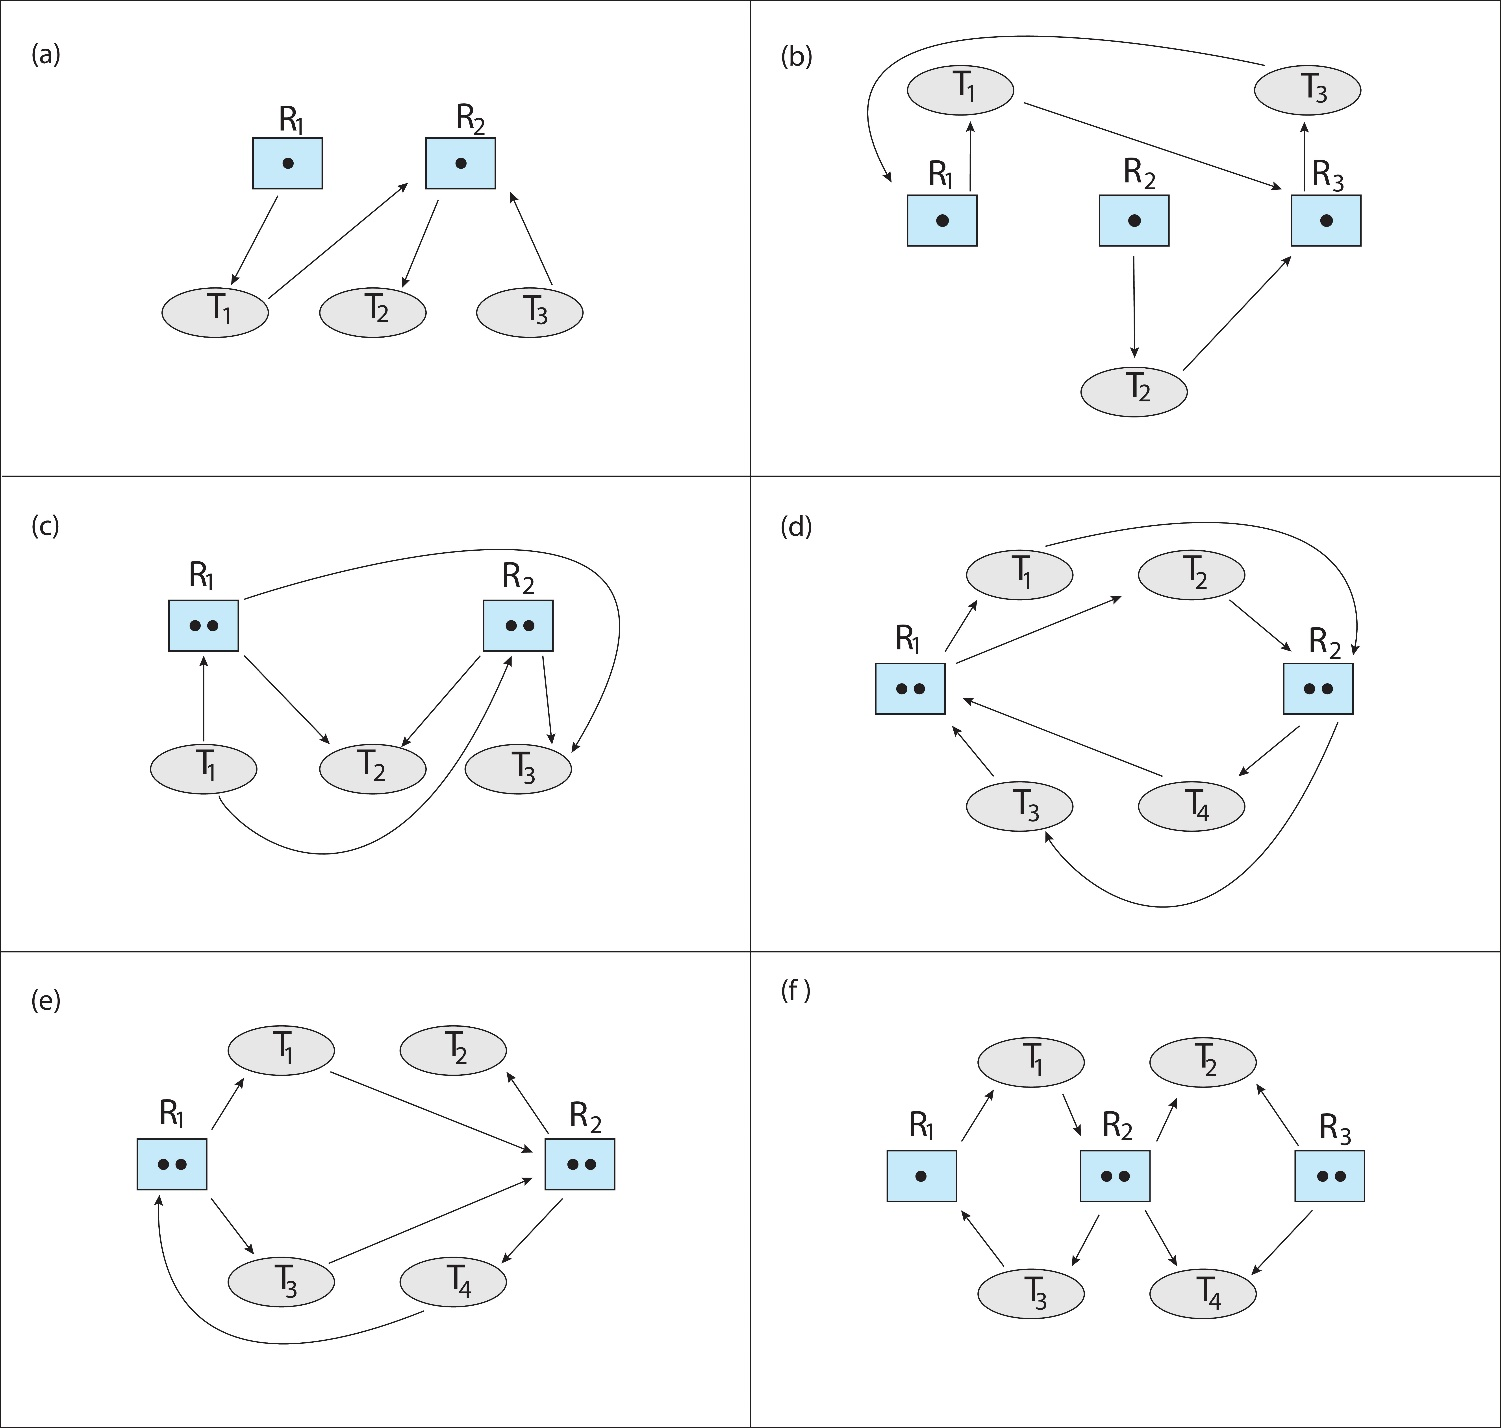 (a)
R1 R2
T1 T2 T3
(b)
T1 T3
R1 R2 R3
T2
(c)
R1 R2
T1 T2 T3
(d)
T1 T2
R1 R2
T3 T4
(e)
T1 T2
R1 R2
T3 T4
(f )
T1 T2
R1 R2 R3
T3 T4